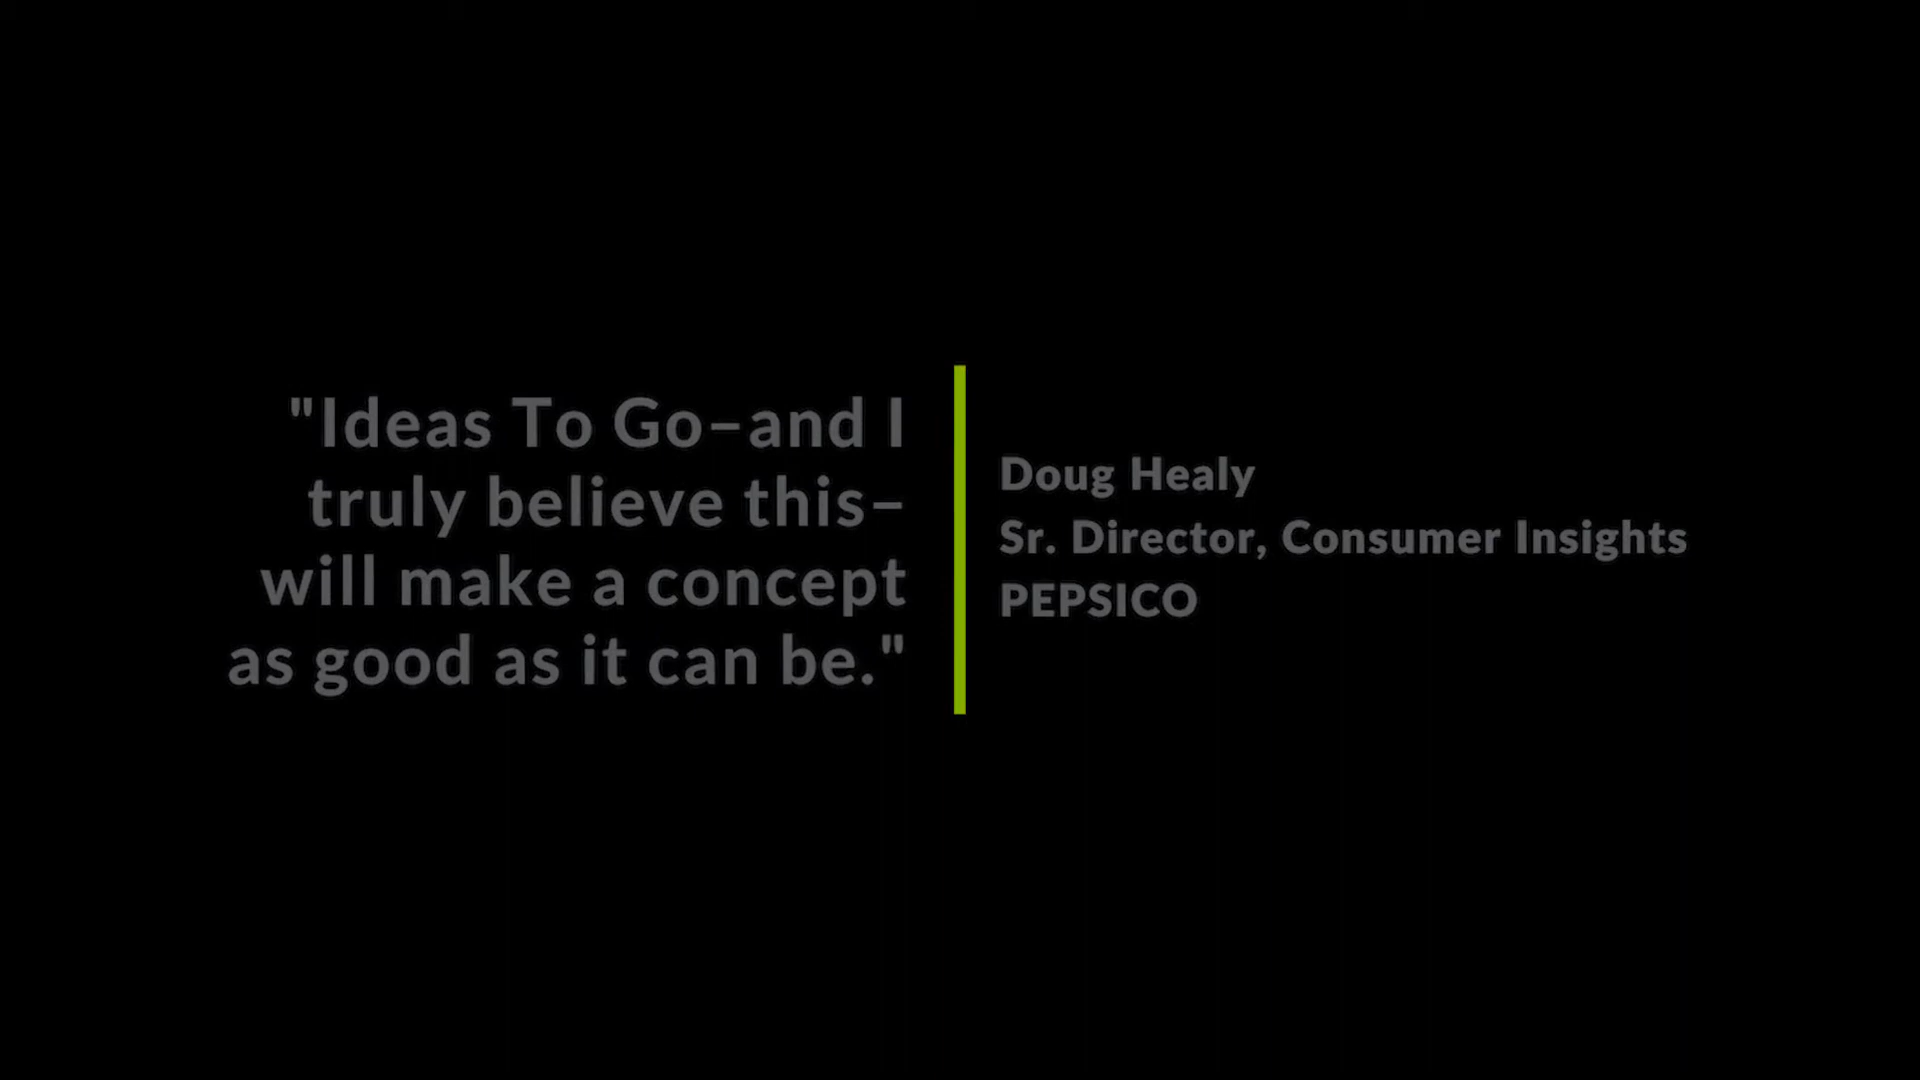 "Ideas To Go–and I
truly believe this–
will make a concept
as good as it can be."
Doug Healy
Sr. Director, Consumer Insights
PEPSICO